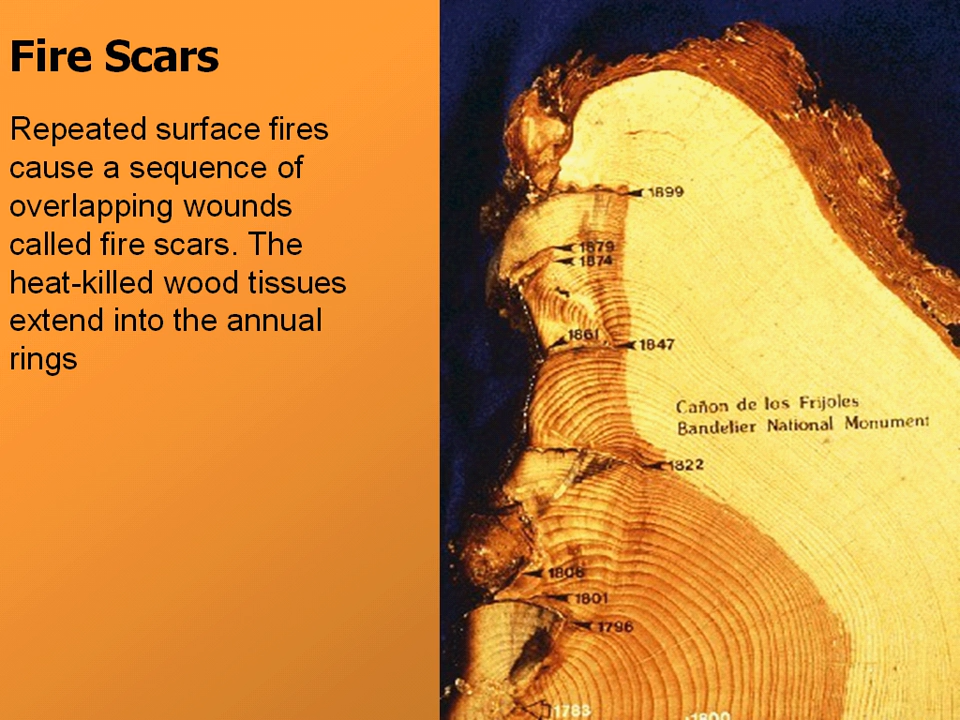 Fire Scars
Repeated surface fires
cause a sequence of
overlapping wounds
called fire scars. The
heat-killed wood tissues
extend into the annual
rings
1899
1879
1874
1861
1847
Cañon de los Frijoles
Bandelier National Monument
1822
1806
1801
1796
1783
1800